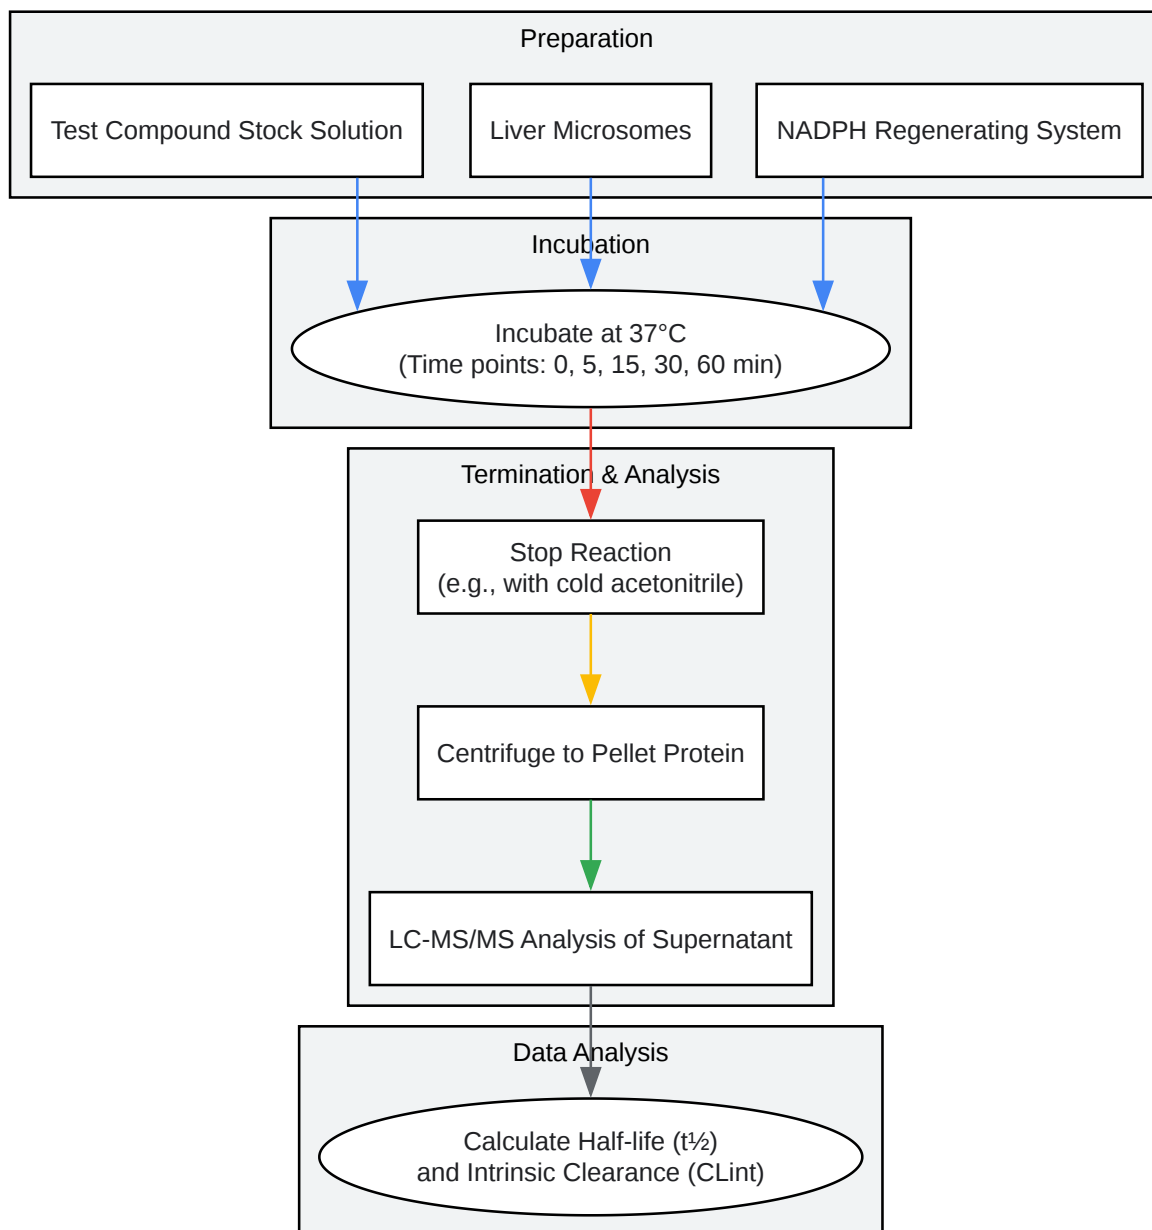 Preparation
Test Compound Stock Solution
Liver Microsomes
NADPH Regenerating System
Incubation
Incubate at 37°C
(Time points: 0, 5, 15, 30, 60 min)
Termination & Analysis
Stop Reaction
(e.g., with cold acetonitrile)
Centrifuge to Pellet Protein
LC-MS/MS Analysis of Supernatant
Data Analysis
Calculate Half-life (t½)
and Intrinsic Clearance (CLint)